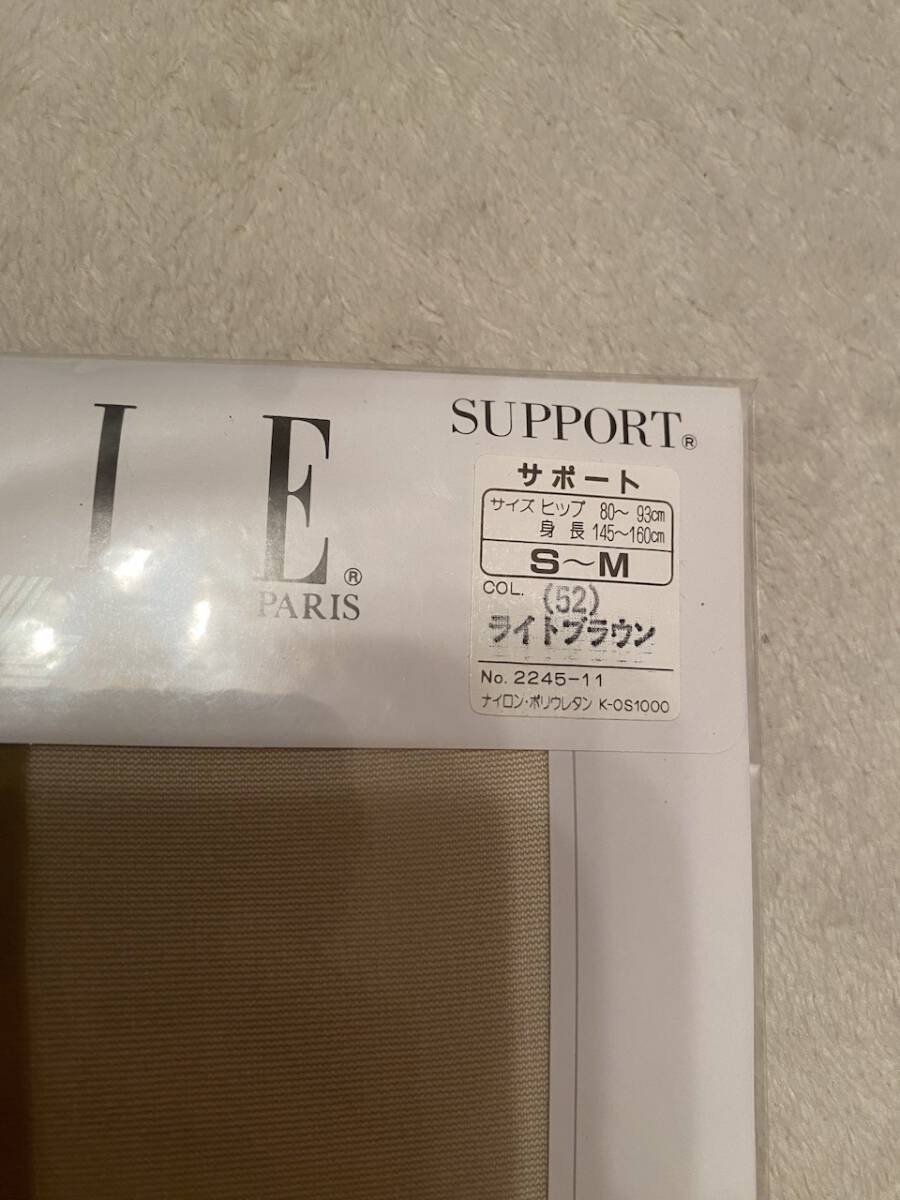 SUPPORT®
I E®
PARIS
サポート
サイズ ヒップ 80〜93cm
身長 145〜160cm
S〜M
COL. (52)
ライトブラウン
No. 2245-11
ナイロン・ポリウレタン K-OS1000